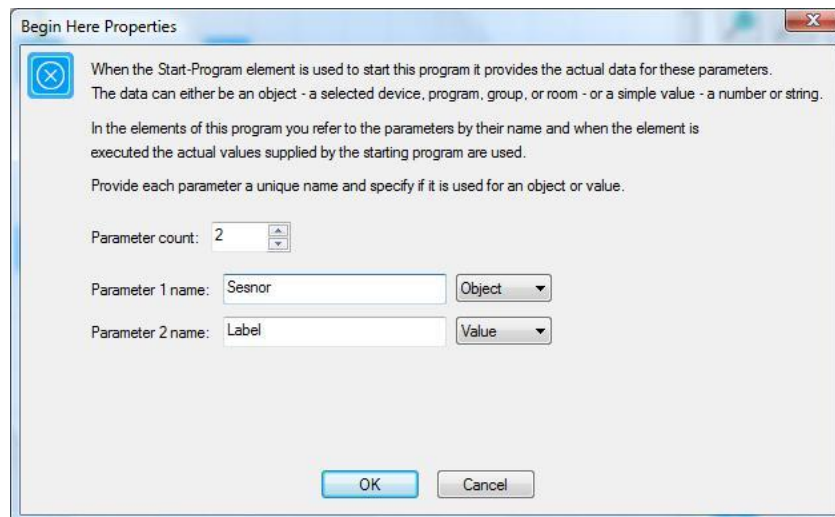 Begin Here Properties
When the Start-Program element is used to start this program it provides the actual data for these parameters.
The data can either be an object - a selected device, program, group, or room - or a simple value - a number or string.
In the elements of this program you refer to the parameters by their name and when the element is
executed the actual values supplied by the starting program are used.
Provide each parameter a unique name and specify if it is used for an object or value.
Parameter count: 2
Parameter 1 name: Sesnor Object
Parameter 2 name: Label Value
OK Cancel